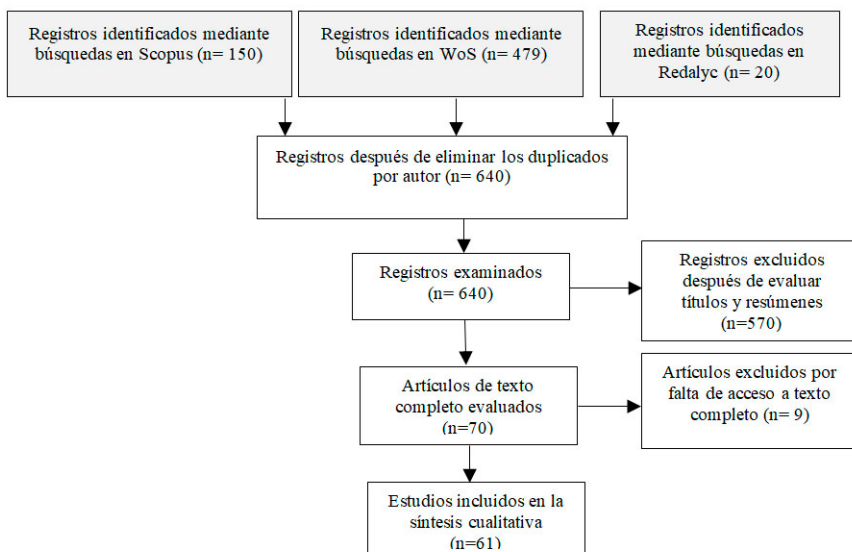 Registros identificados mediante
búsquedas en Scopus (n= 150)
Registros identificados mediante
búsquedas en WoS (n= 479)
Registros identificados
mediante búsquedas en
Redalyc (n= 20)
Registros después de eliminar los duplicados
por autor (n= 640)
Registros examinados
(n= 640)
Registros excluidos
después de evaluar
títulos y resúmenes
(n=570)
Artículos de texto
completo evaluados
(n=70)
Artículos excluidos por
falta de acceso a texto
completo (n= 9)
Estudios incluidos en la
síntesis cualitativa
(n=61)